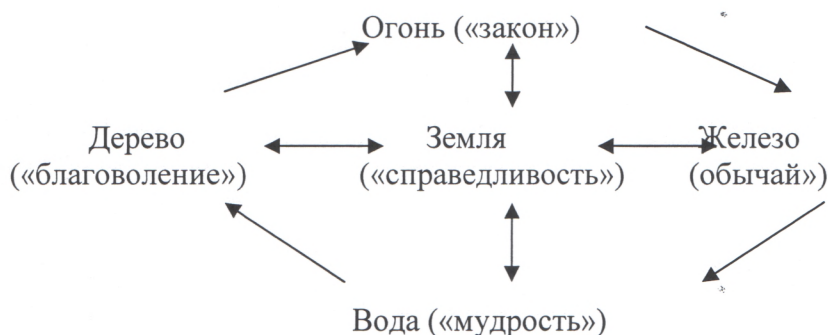 Огонь («закон»)
Дерево Земля Железо
(«благоволение») («справедливость») (обычай»)
Вода («мудрость»)